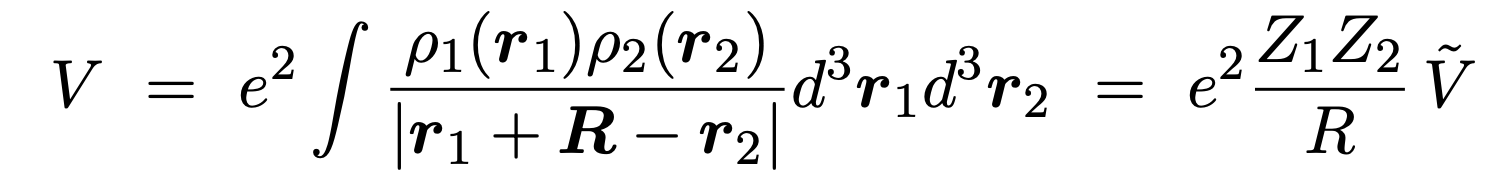 V = e^2 \int \frac{\rho_1(\boldsymbol{r}_1)\rho_2(\boldsymbol{r}_2)}{|\boldsymbol{r}_1 + \boldsymbol{R} - \boldsymbol{r}_2|} d^3\boldsymbol{r}_1 d^3\boldsymbol{r}_2 = e^2 \frac{Z_1 Z_2}{R} \tilde{V}